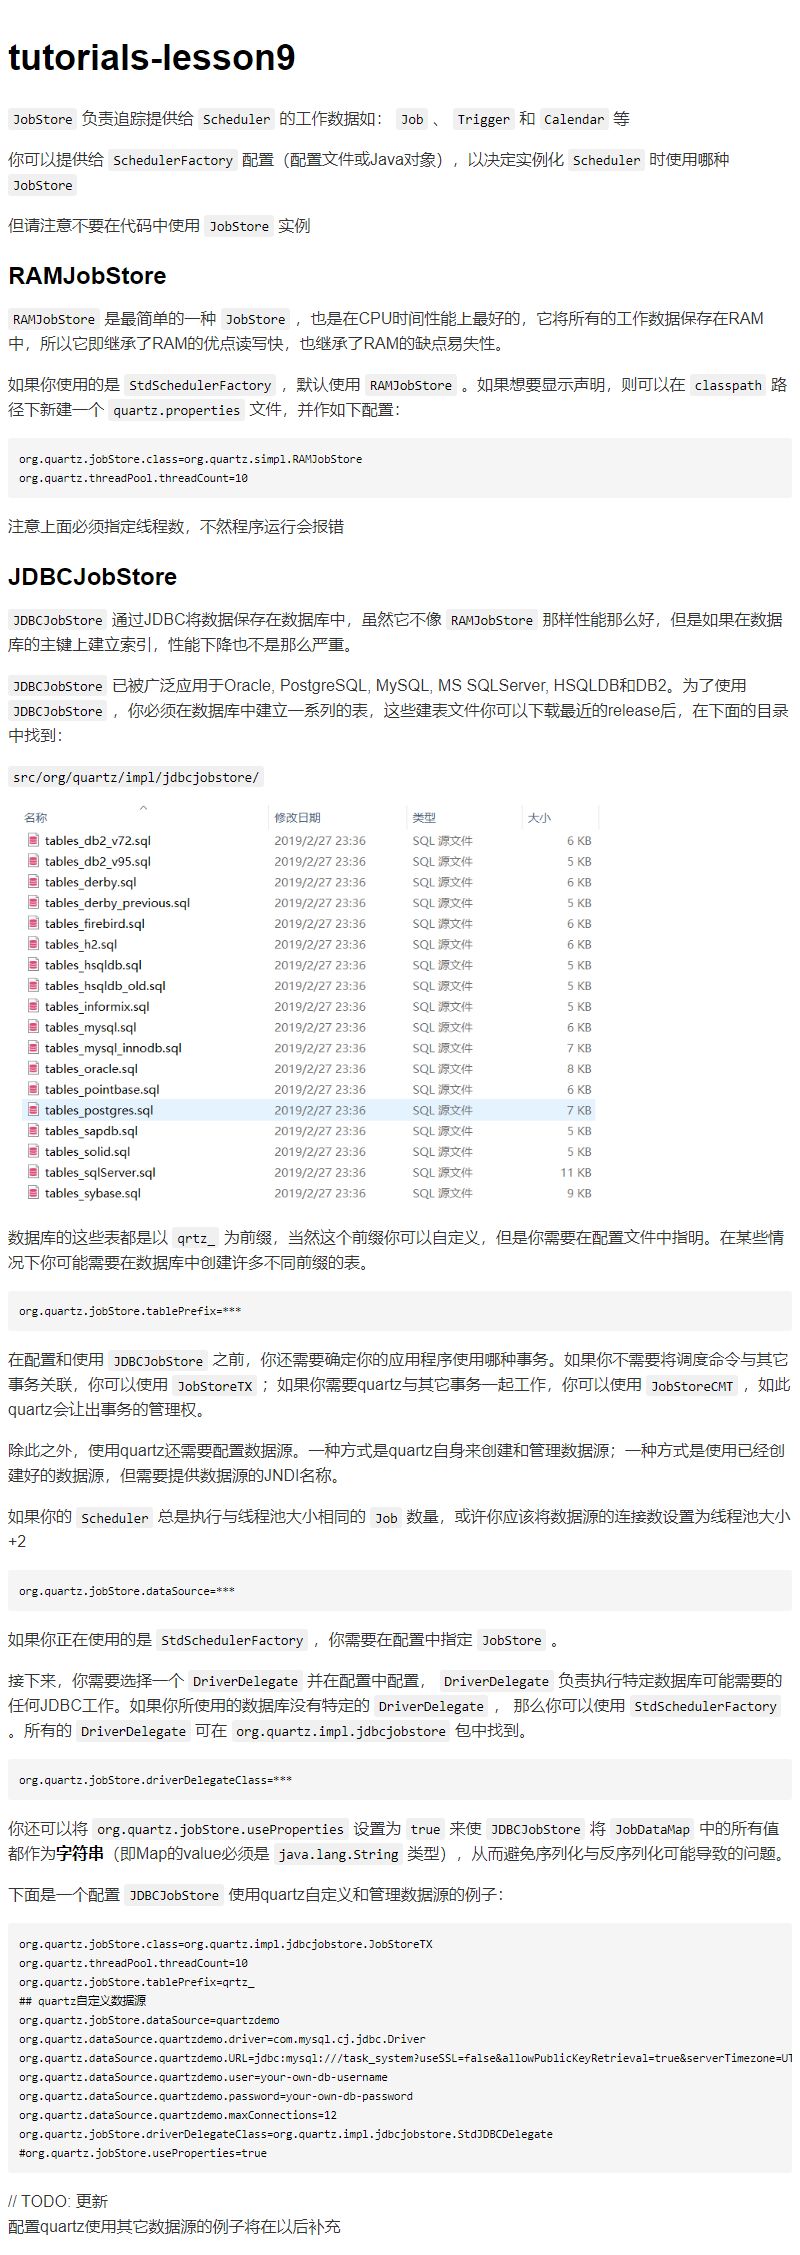 tutorials-lesson9
JobStore 负责追踪提供给 Scheduler 的工作数据如： Job 、 Trigger 和 Calendar 等
你可以提供给 SchedulerFactory 配置（配置文件或Java对象），以决定实例化 Scheduler 时使用哪种
JobStore
但请注意不要在代码中使用 JobStore 实例
RAMJobStore
RAMJobStore 是最简单的一种 JobStore ，也是在CPU时间性能上最好的，它将所有的工作数据保存在RAM
中，所以它即继承了RAM的优点读写快，也继承了RAM的缺点易失性。
如果你使用的是 StdSchedulerFactory ，默认使用 RAMJobStore 。如果想要显示声明，则可以在 classpath 路
径下新建一个 quartz.properties 文件，并作如下配置：
org.quartz.jobStore.class=org.quartz.simpl.RAMJobStore
org.quartz.threadPool.threadCount=10
注意上面必须指定线程数，不然程序运行会报错
JDBCJobStore
JDBCJobStore 通过JDBC将数据保存在数据库中，虽然它不像 RAMJobStore 那样性能那么好，但是如果在数据
库的主键上建立索引，性能下降也不是那么严重。
JDBCJobStore 已被广泛应用于Oracle, PostgreSQL, MySQL, MS SQLServer, HSQLDB和DB2。为了使用
JDBCJobStore ，你必须在数据库中建立一系列的表，这些建表文件你可以下载最近的release后，在下面的目录
中找到：
src/org/quartz/impl/jdbcjobstore/
名称 修改日期 类型 大小
tables_db2_v72.sql 2019/2/27 23:36 SQL 源文件 6 KB
tables_db2_v95.sql 2019/2/27 23:36 SQL 源文件 5 KB
tables_derby.sql 2019/2/27 23:36 SQL 源文件 6 KB
tables_derby_previous.sql 2019/2/27 23:36 SQL 源文件 5 KB
tables_firebird.sql 2019/2/27 23:36 SQL 源文件 6 KB
tables_h2.sql 2019/2/27 23:36 SQL 源文件 6 KB
tables_hsqldb.sql 2019/2/27 23:36 SQL 源文件 5 KB
tables_hsqldb_old.sql 2019/2/27 23:36 SQL 源文件 5 KB
tables_informix.sql 2019/2/27 23:36 SQL 源文件 5 KB
tables_mysql.sql 2019/2/27 23:36 SQL 源文件 6 KB
tables_mysql_innodb.sql 2019/2/27 23:36 SQL 源文件 7 KB
tables_oracle.sql 2019/2/27 23:36 SQL 源文件 8 KB
tables_pointbase.sql 2019/2/27 23:36 SQL 源文件 6 KB
tables_postgres.sql 2019/2/27 23:36 SQL 源文件 7 KB
tables_sapdb.sql 2019/2/27 23:36 SQL 源文件 5 KB
tables_solid.sql 2019/2/27 23:36 SQL 源文件 5 KB
tables_sqlServer.sql 2019/2/27 23:36 SQL 源文件 11 KB
tables_sybase.sql 2019/2/27 23:36 SQL 源文件 9 KB
数据库的这些表都是以 qrtz_ 为前缀，当然这个前缀你可以自定义，但是你需要在配置文件中指明。在某些情
况下你可能需要在数据库中创建许多不同前缀的表。
org.quartz.jobStore.tablePrefix=***
在配置和使用 JDBCJobStore 之前，你还需要确定你的应用程序使用哪种事务。如果你不需要将调度命令与其它
事务关联，你可以使用 JobStoreTX ；如果你需要quartz与其它事务一起工作，你可以使用 JobStoreCMT ，如此
quartz会让出事务的管理权。
除此之外，使用quartz还需要配置数据源。一种方式是quartz自身来创建和管理数据源；一种方式是使用已经创
建好的数据源，但需要提供数据源的JNDI名称。
如果你的 Scheduler 总是执行与线程池大小相同的 Job 数量，或许你应该将数据源的连接数设置为线程池大小
+2
org.quartz.jobStore.dataSource=***
如果你正在使用的是 StdSchedulerFactory ，你需要在配置中指定 JobStore 。
接下来，你需要选择一个 DriverDelegate 并在配置中配置， DriverDelegate 负责执行特定数据库可能需要的
任何JDBC工作。如果你所使用的数据库没有特定的 DriverDelegate ， 那么你可以使用 StdSchedulerFactory
。所有的 DriverDelegate 可在 org.quartz.impl.jdbcjobstore 包中找到。
org.quartz.jobStore.driverDelegateClass=***
你还可以将 org.quartz.jobStore.useProperties 设置为 true 来使 JDBCJobStore 将 JobDataMap 中的所有值
都作为字符串（即Map的value必须是 java.lang.String 类型），从而避免序列化与反序列化可能导致的问题。
下面是一个配置 JDBCJobStore 使用quartz自定义和管理数据源的例子：
org.quartz.jobStore.class=org.quartz.impl.jdbcjobstore.JobStoreTX
org.quartz.threadPool.threadCount=10
org.quartz.jobStore.tablePrefix=qrtz_
## quartz自定义数据源
org.quartz.jobStore.dataSource=quartzdemo
org.quartz.dataSource.quartzdemo.driver=com.mysql.cj.jdbc.Driver
org.quartz.dataSource.quartzdemo.URL=jdbc:mysql:///task_system?useSSL=false&allowPublicKeyRetrieval=true&serverTimezone=UT
org.quartz.dataSource.quartzdemo.user=your-own-db-username
org.quartz.dataSource.quartzdemo.password=your-own-db-password
org.quartz.dataSource.quartzdemo.maxConnections=12
org.quartz.jobStore.driverDelegateClass=org.quartz.impl.jdbcjobstore.StdJDBCDelegate
#org.quartz.jobStore.useProperties=true
// TODO: 更新
配置quartz使用其它数据源的例子将在以后补充